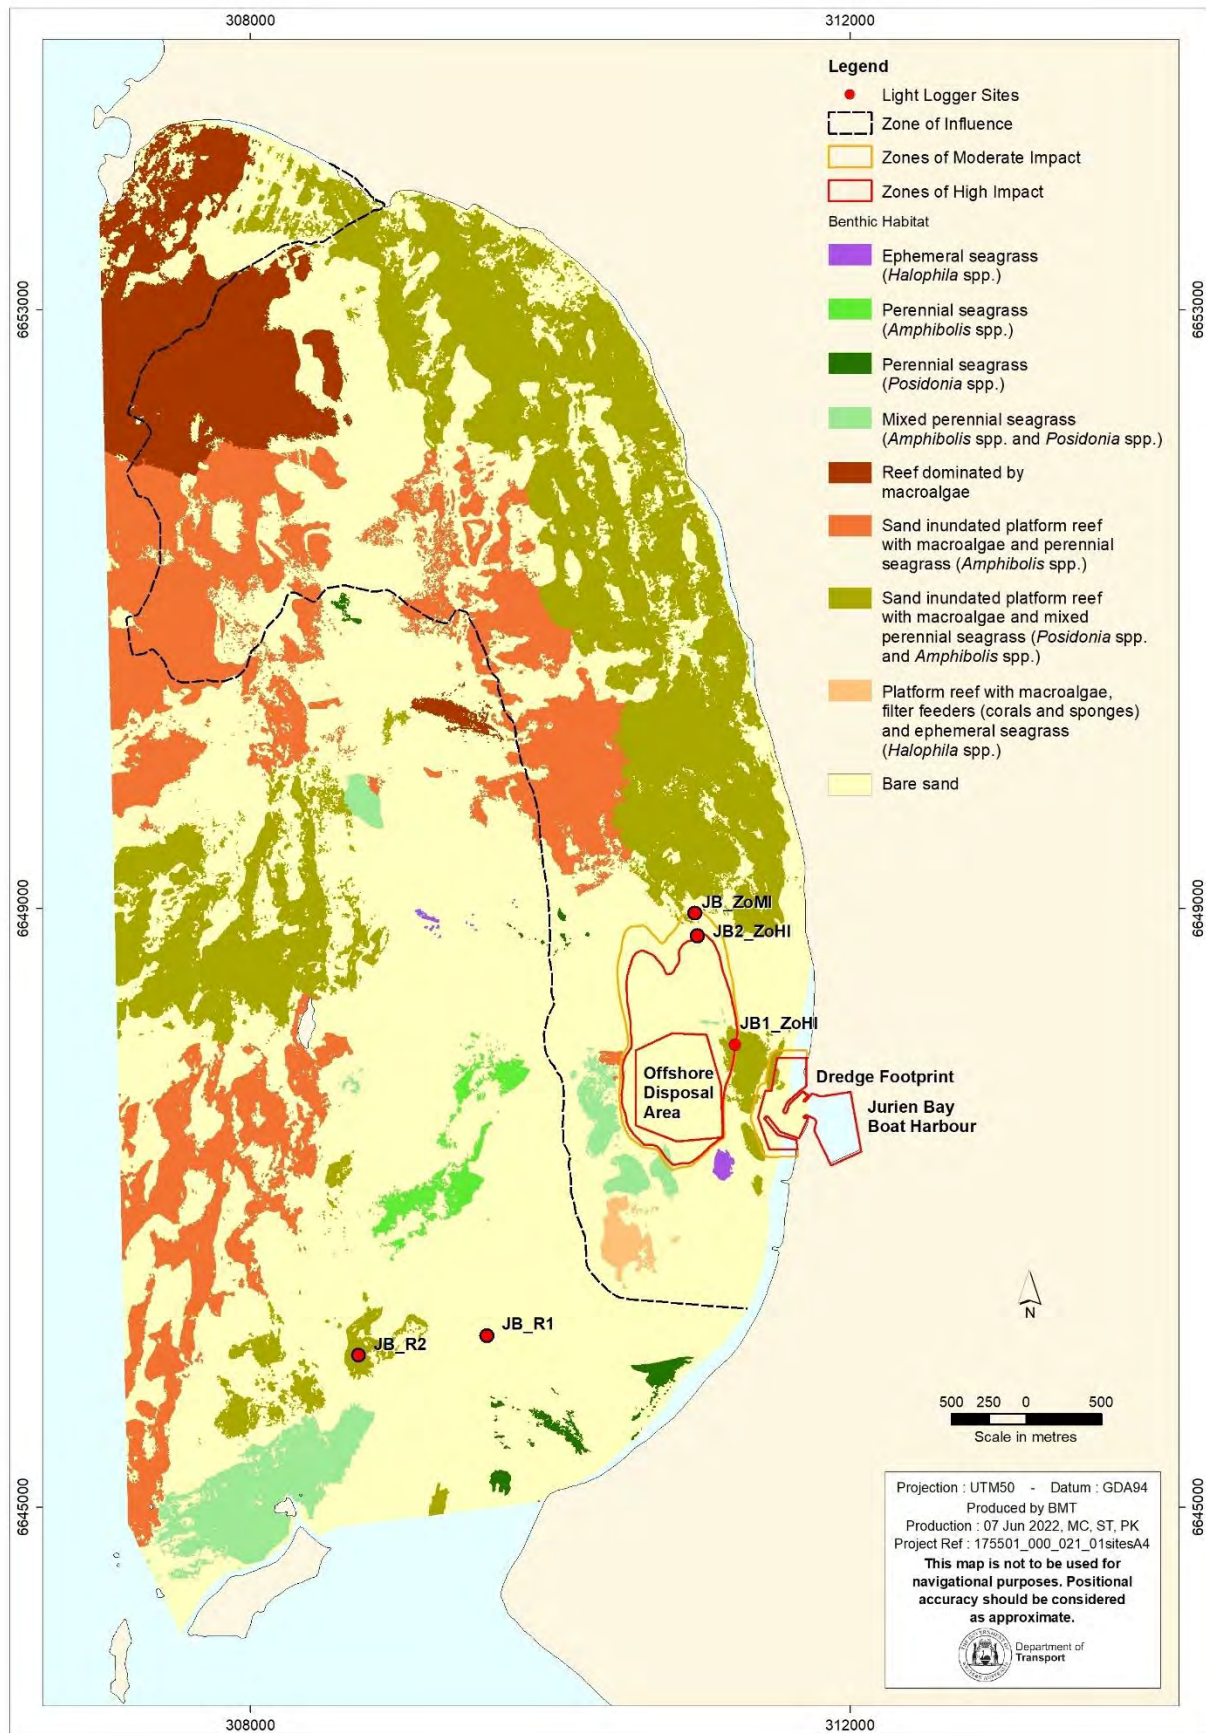 308000
312000
Legend
Light Logger Sites
Zone of Influence
Zones of Moderate Impact
Zones of High Impact
Benthic Habitat
Ephemeral seagrass
(Halophila spp.)
Perennial seagrass
(Amphibolis spp.)
Perennial seagrass
(Posidonia spp.)
Mixed perennial seagrass
(Amphibolis spp. and Posidonia spp.)
Reef dominated by
macroalgae
Sand inundated platform reef
with macroalgae and perennial
seagrass (Amphibolis spp.)
Sand inundated platform reef
with macroalgae and mixed
perennial seagrass (Posidonia spp.
and Amphibolis spp.)
Platform reef with macroalgae,
filter feeders (corals and sponges)
and ephemeral seagrass
(Halophila spp.)
Bare sand
6653000
6653000
6649000
6649000
JB_ZoMI
JB2_ZoHI
JB1_ZoHI
Offshore
Disposal
Area
Dredge Footprint
Jurien Bay
Boat Harbour
JB_R1
JB_R2
N
500 250 0 500
Scale in metres
6645000
6645000
Projection : UTM50 - Datum : GDA94
Produced by BMT
Production : 07 Jun 2022, MC, ST, PK
Project Ref : 175501_000_021_01sitesA4
This map is not to be used for
navigational purposes. Positional
accuracy should be considered
as approximate.
Department of
Transport
308000
312000